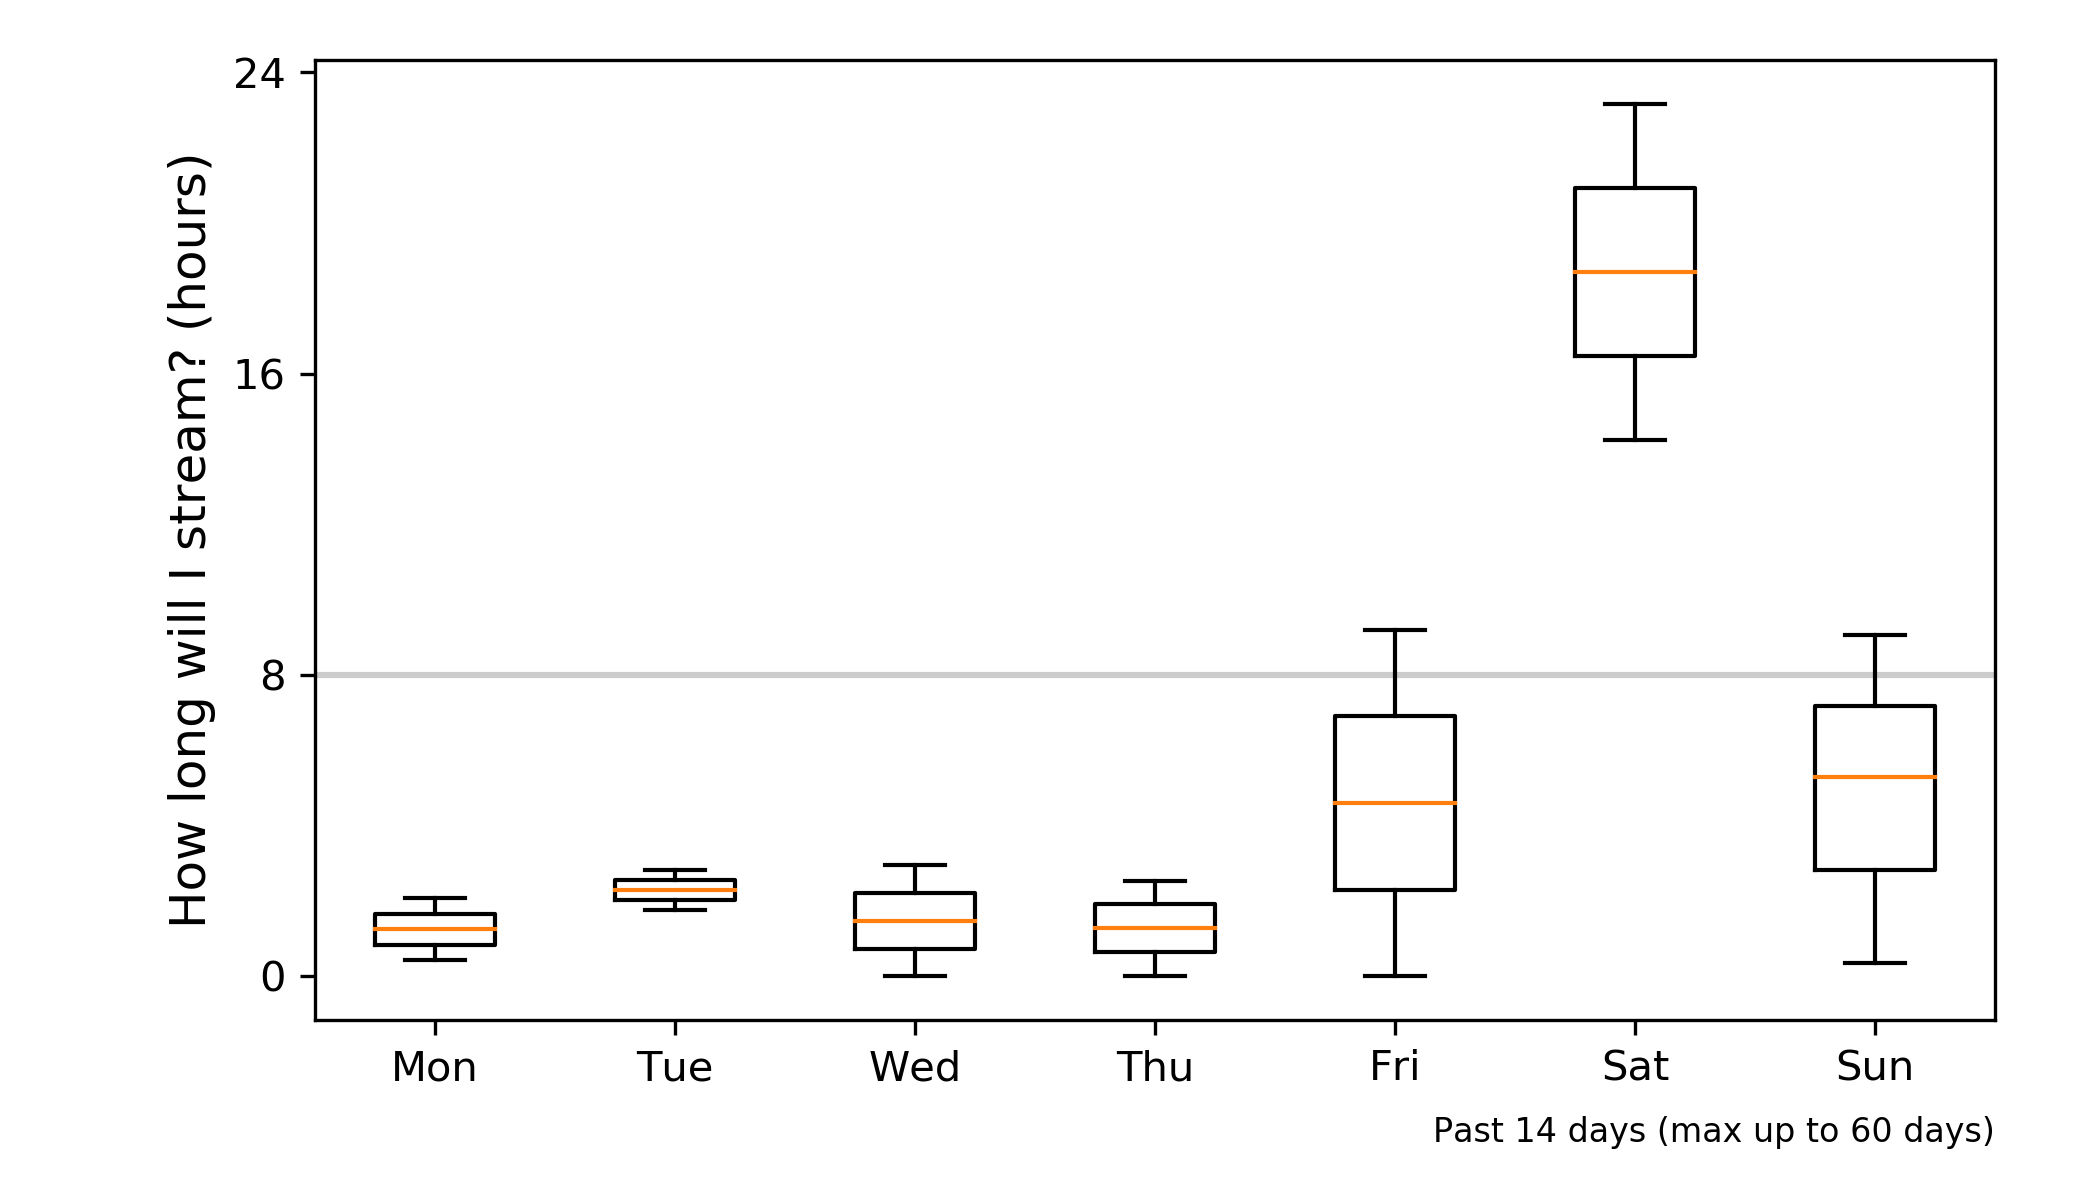 How long will I stream? (hours)
24
16
8
0
Mon Tue Wed Thu Fri Sat Sun
Past 14 days (max up to 60 days)